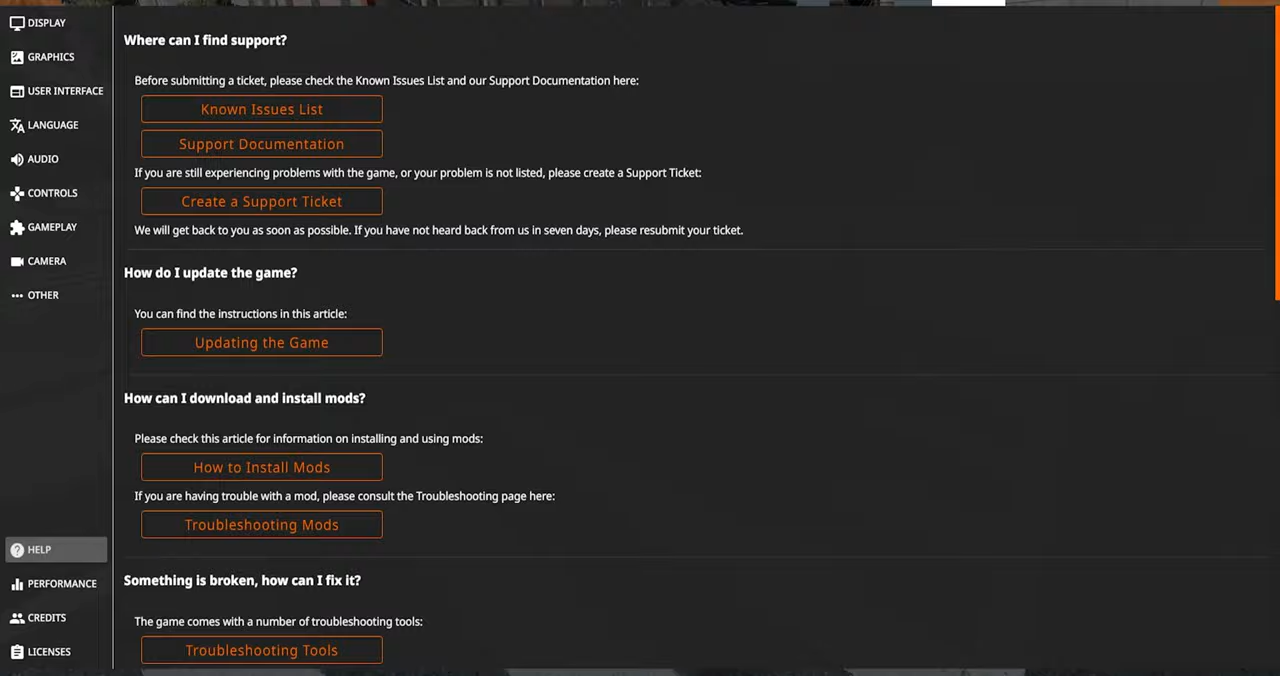 DISPLAY
GRAPHICS
USER INTERFACE
LANGUAGE
AUDIO
CONTROLS
GAMEPLAY
CAMERA
OTHER
HELP
PERFORMANCE
CREDITS
LICENSES
Where can I find support?
Before submitting a ticket, please check the Known Issues List and our Support Documentation here:
Known Issues List
Support Documentation
If you are still experiencing problems with the game, or your problem is not listed, please create a Support Ticket:
Create a Support Ticket
We will get back to you as soon as possible. If you have not heard back from us in seven days, please resubmit your ticket.
How do I update the game?
You can find the instructions in this article:
Updating the Game
How can I download and install mods?
Please check this article for information on installing and using mods:
How to Install Mods
If you are having trouble with a mod, please consult the Troubleshooting page here:
Troubleshooting Mods
Something is broken, how can I fix it?
The game comes with a number of troubleshooting tools:
Troubleshooting Tools